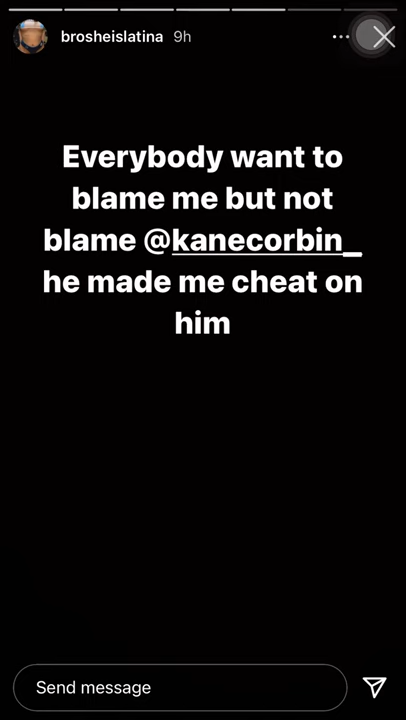 brosheislatina 9h
Everybody want to
blame me but not
blame @kanecorbin_
he made me cheat on
him
Send message